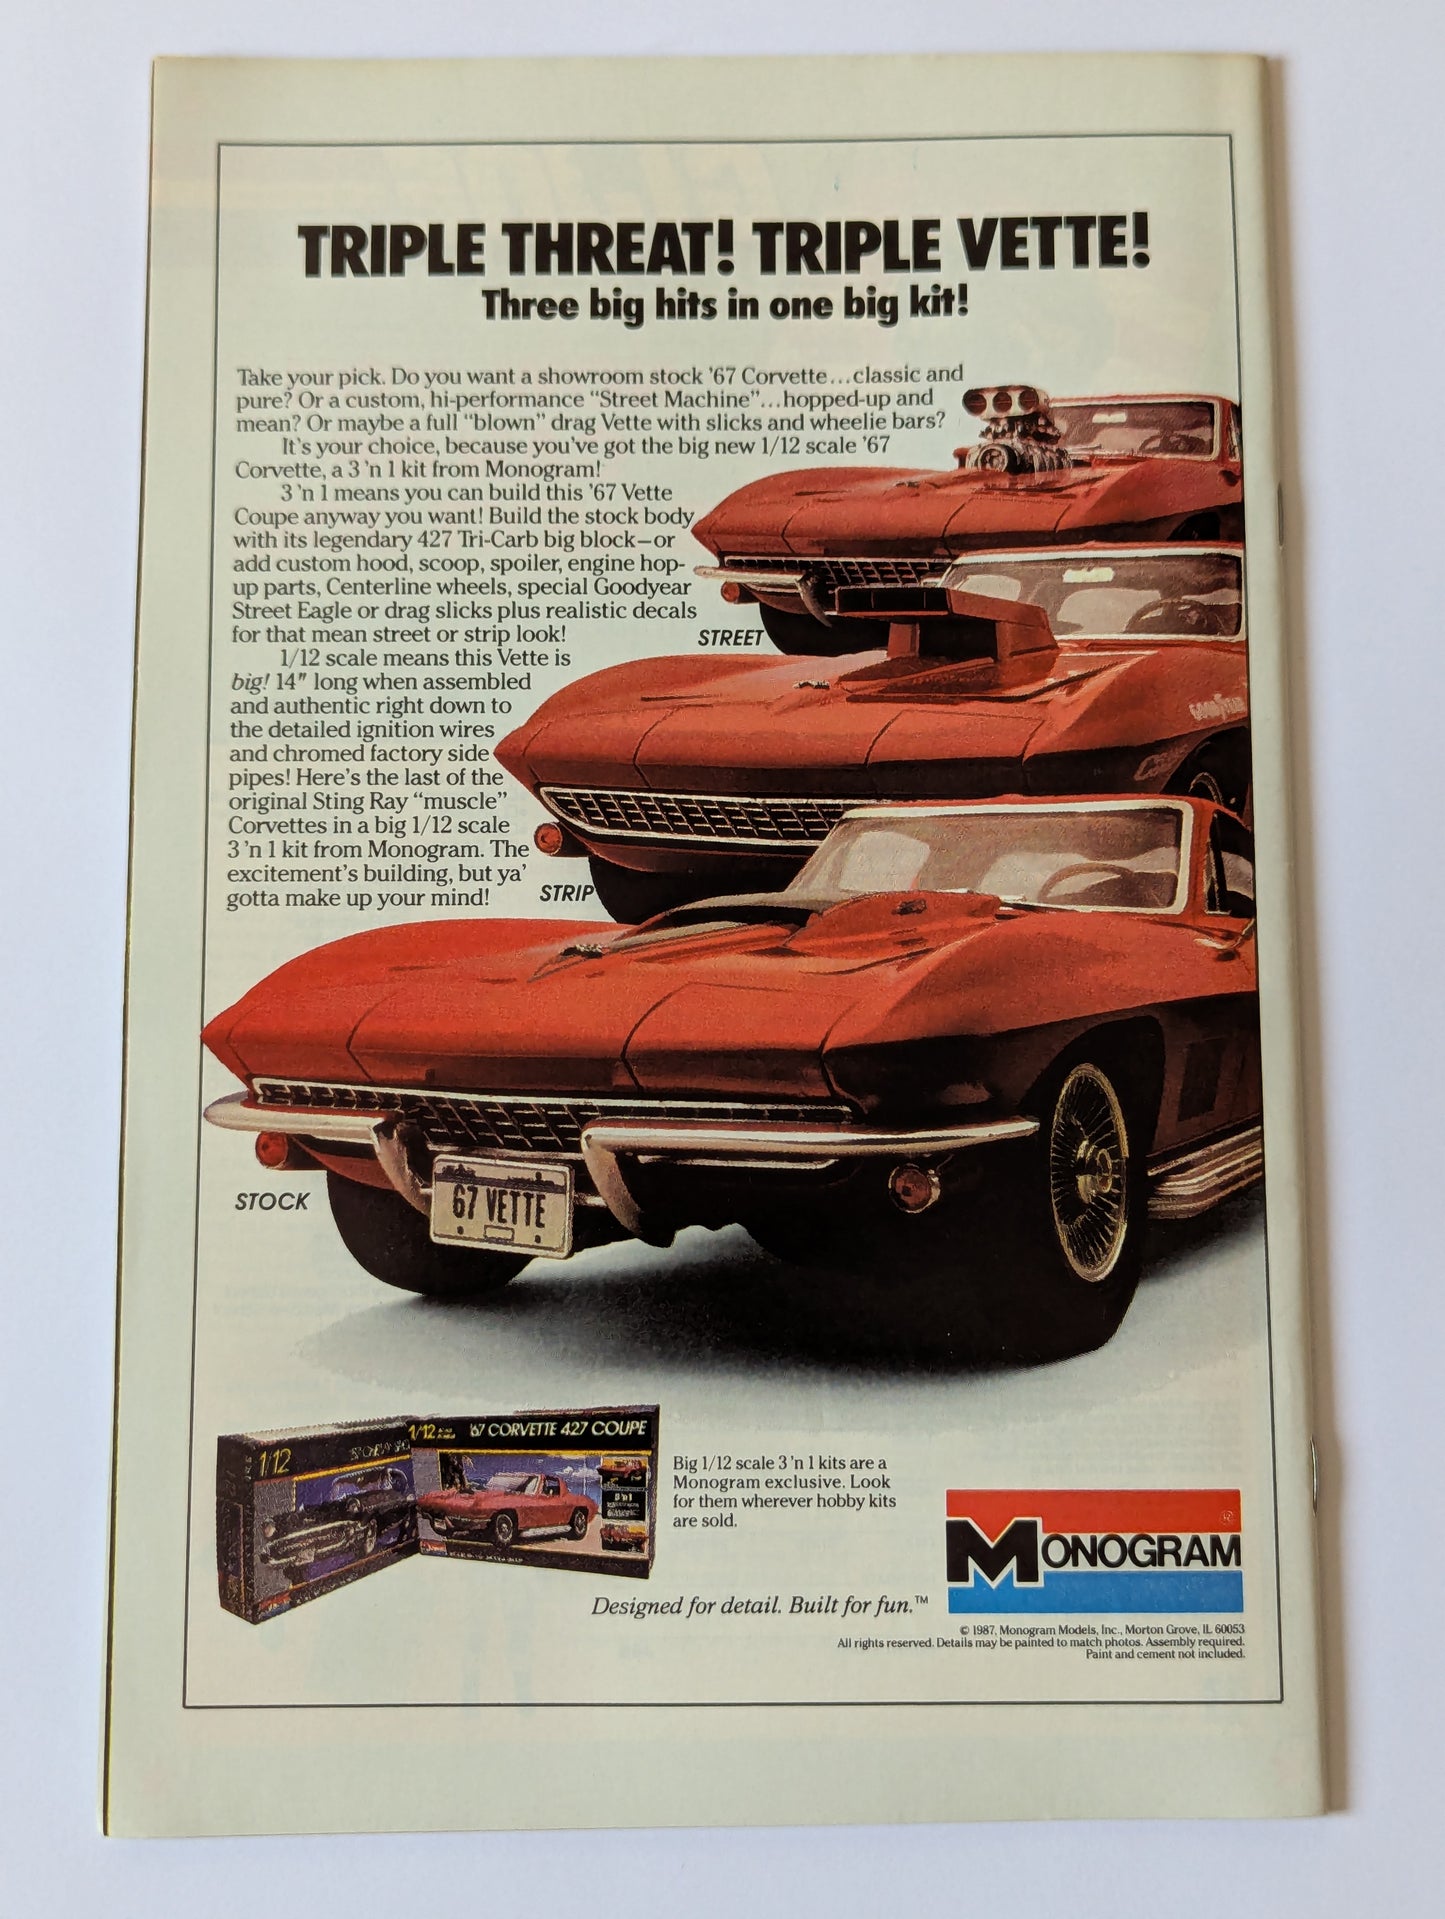 TRIPLE THREAT! TRIPLE VETTE!
Three big hits in one big kit!
Take your pick. Do you want a showroom stock '67 Corvette...classic and
pure? Or a custom, hi-performance "Street Machine"...hopped-up and
mean? Or maybe a full "blown" drag Vette with slicks and wheelie bars?
It's your choice, because you've got the big new 1/12 scale '67
Corvette, a 3 'n 1 kit from Monogram!
3 'n 1 means you can build this '67 Vette
Coupe anyway you want! Build the stock body
with its legendary 427 Tri-Carb big block—or
add custom hood, scoop, spoiler, engine hop-
up parts, Centerline wheels, special Goodyear
Street Eagle or drag slicks plus realistic decals
for that mean street or strip look!
1/12 scale means this Vette is
big! 14" long when assembled
and authentic right down to
the detailed ignition wires
and chromed factory side
pipes! Here's the last of the
original Sting Ray "muscle"
Corvettes in a big 1/12 scale
3 'n 1 kit from Monogram. The
excitement's building, but ya'
gotta make up your mind!
STREET
STRIP
STOCK
67 VETTE
1/12
1/12 '67 CORVETTE 427 COUPE
Big 1/12 scale 3 'n 1 kits are a
Monogram exclusive. Look
for them wherever hobby kits
are sold.
MONOGRAM ®
Designed for detail. Built for fun.™
© 1987, Monogram Models, Inc., Morton Grove, IL 60053
All rights reserved. Details may be painted to match photos. Assembly required.
Paint and cement not included.